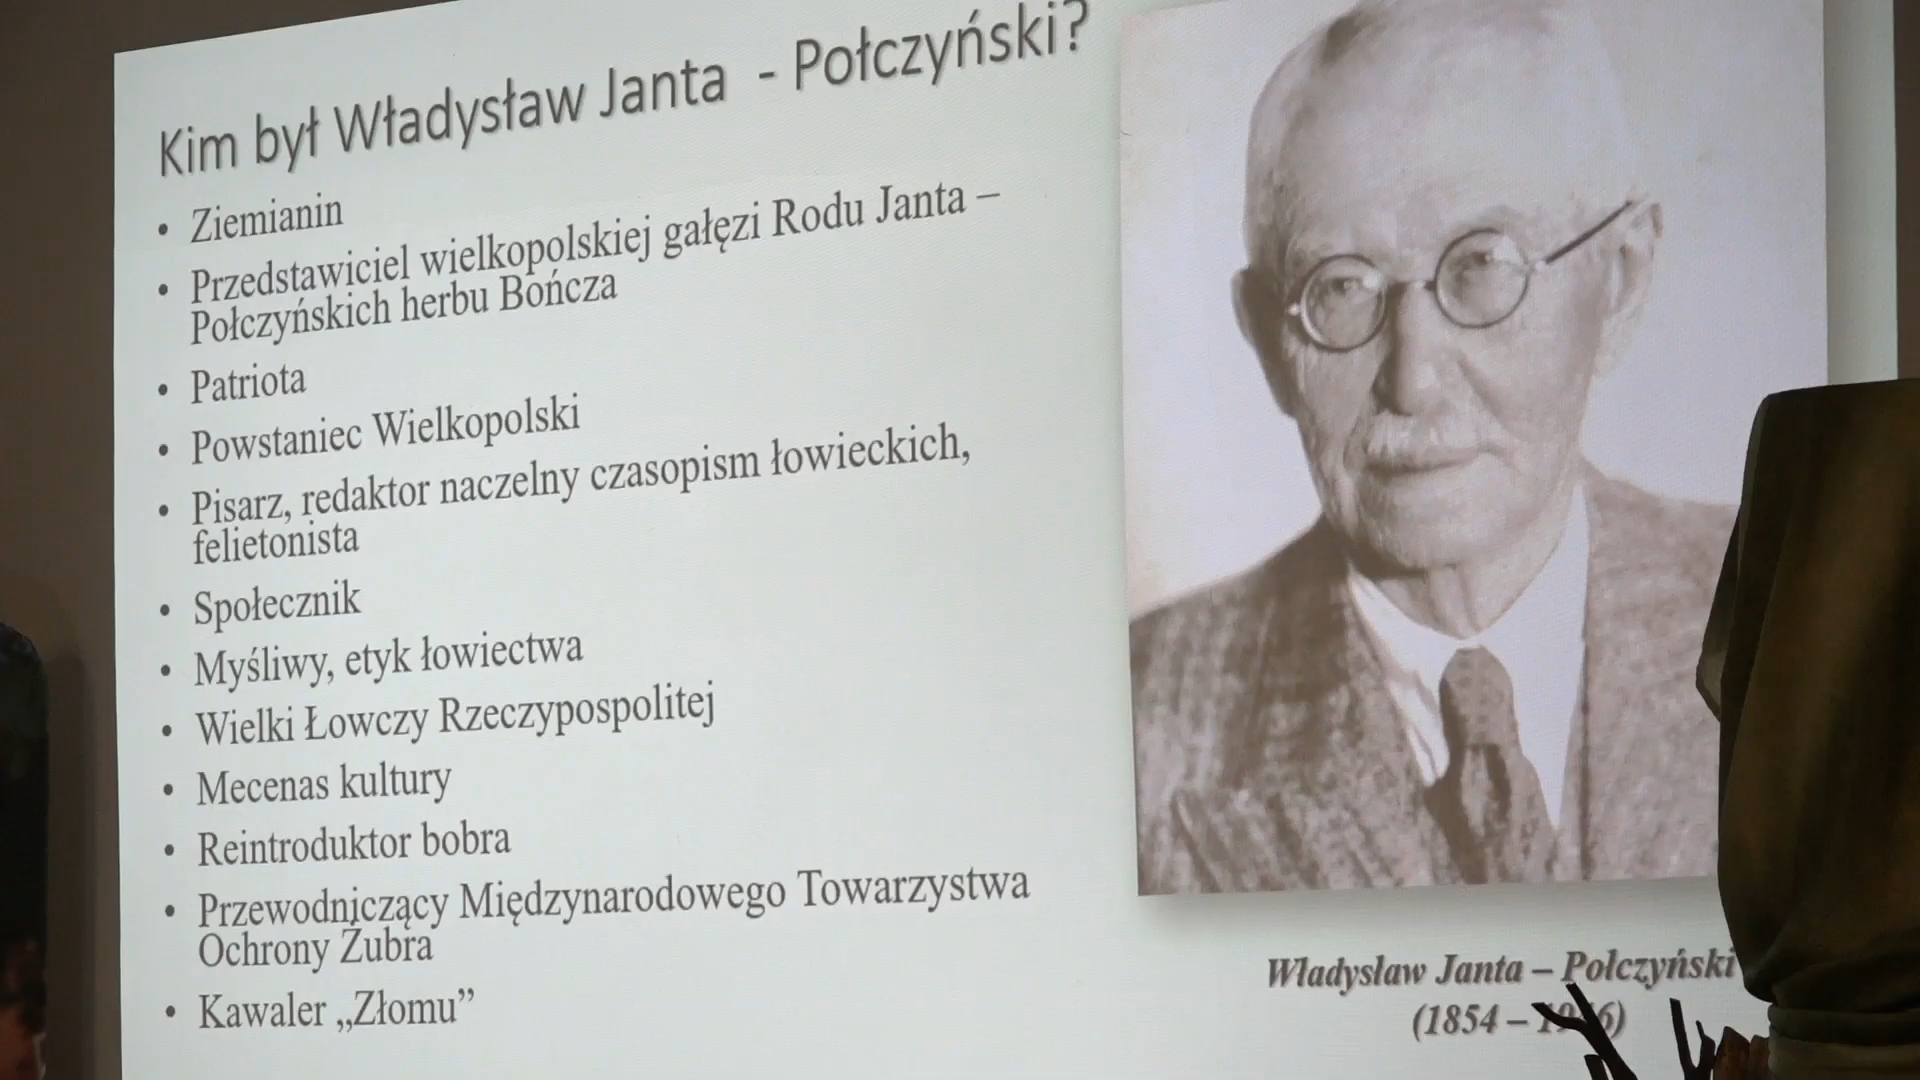 Kim był Władysław Janta - Połczyński?
• Ziemianin
• Przedstawiciel wielkopolskiej gałęzi Rodu Janta –
Połczyńskich herbu Bończa
• Patriota
• Powstaniec Wielkopolski
• Pisarz, redaktor naczelny czasopism łowieckich,
felietonista
• Społecznik
• Myśliwy, etyk łowiectwa
• Wielki Łowczy Rzeczypospolitej
• Mecenas kultury
• Reintroduktor bobra
• Przewodniczący Międzynarodowego Towarzystwa
Ochrony Żubra
• Kawaler „Złomu”
Władysław Janta – Połczyński
(1854 –